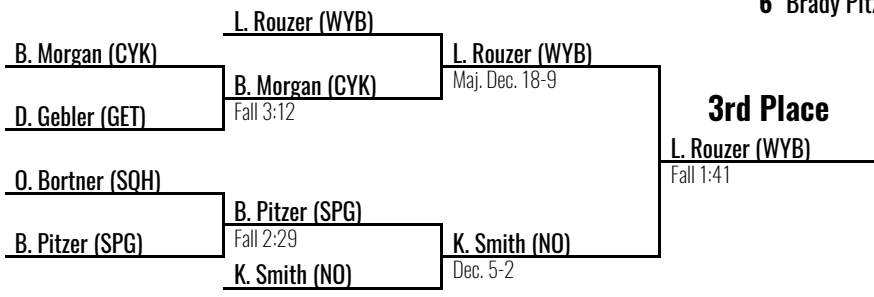 6 Brady
L. Rouzer (WYB)
B. Morgan (CYK)
L. Rouzer (WYB)
Maj. Dec. 18-9
B. Morgan (CYK)
Fall 3:12
D. Gebler (GET)
3rd Place
L. Rouzer (WYB)
Fall 1:41
O. Bortner (SQH)
B. Pitzer (SPG)
Fall 2:29
B. Pitzer (SPG)
K. Smith (NO)
Dec. 5-2
K. Smith (NO)